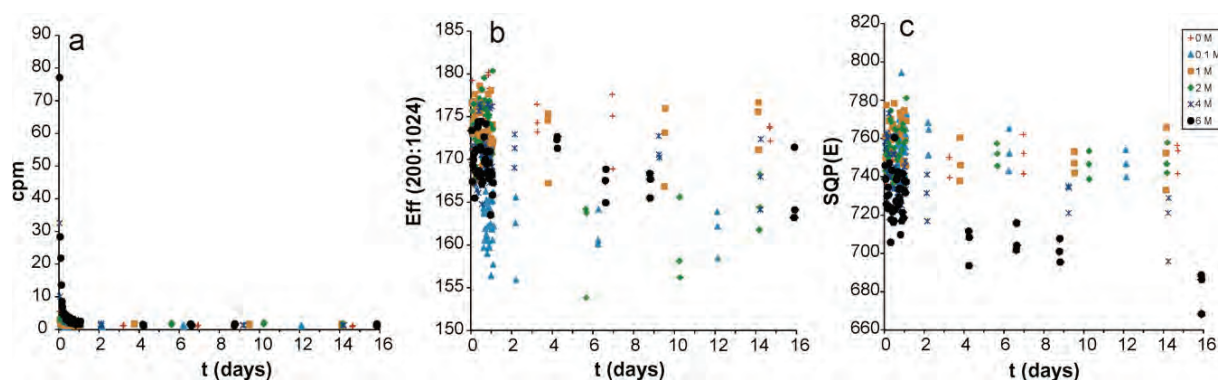 a
cpm
90
80
70
60
50
40
30
20
10
0
0 2 4 6 8 10 12 14 16
t (days)
b
Eff (200:1024)
185
180
175
170
165
160
155
150
0 2 4 6 8 10 12 14 16
t (days)
c
SQP(E)
820
800
780
760
740
720
700
680
660
0 2 4 6 8 10 12 14 16
t (days)
0 M
0.1 M
1 M
2 M
4 M
6 M